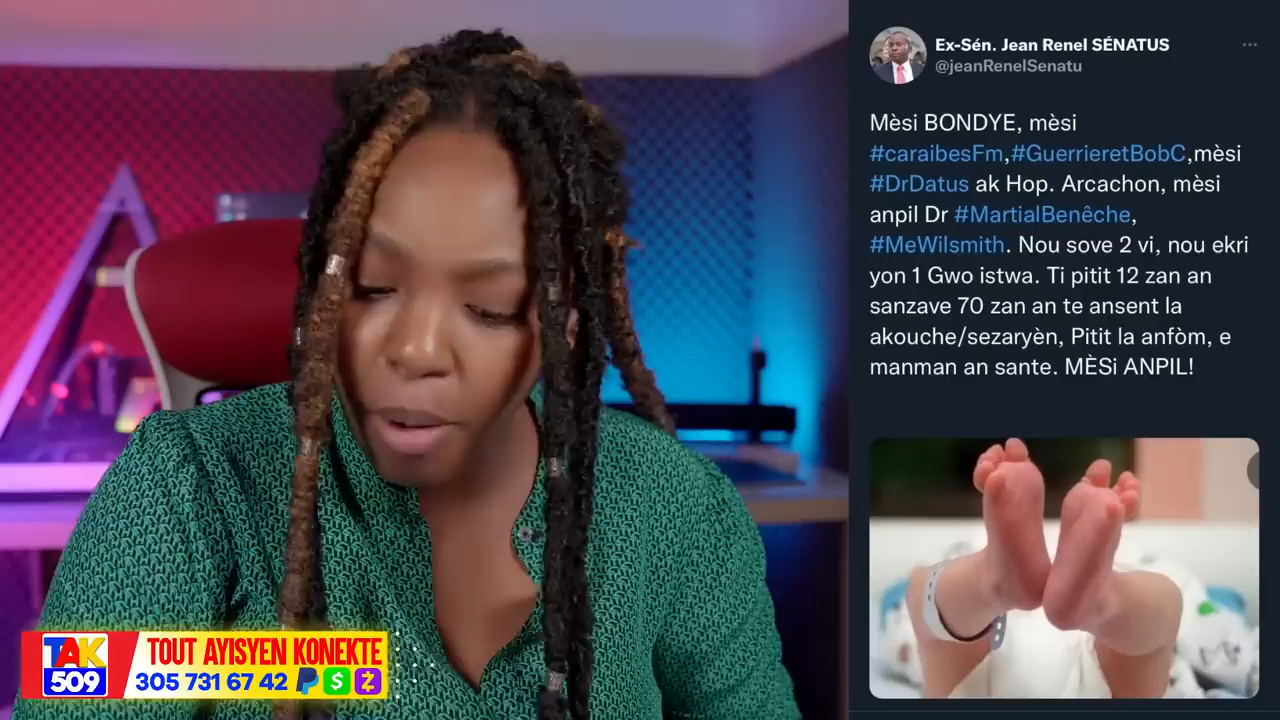 Ex-Sén. Jean Renel SÉNATUS
@jeanRenelSenatu
Mèsi BONDYE, mèsi
#caraibesFm,#GuerrieretBobC,mèsi
#DrDatus ak Hop. Arcachon, mèsi
anpil Dr #MartialBenêche,
#MeWilsmith. Nou sove 2 vi, nou ekri
yon 1 Gwo istwa. Ti pitit 12 zan an
sanzave 70 zan an te ansent la
akouche/sezaryèn, Pitit la anfòm, e
manman an sante. MÈSi ANPIL!
TAK
509
TOUT AYISYEN KONEKTE
305 731 67 42